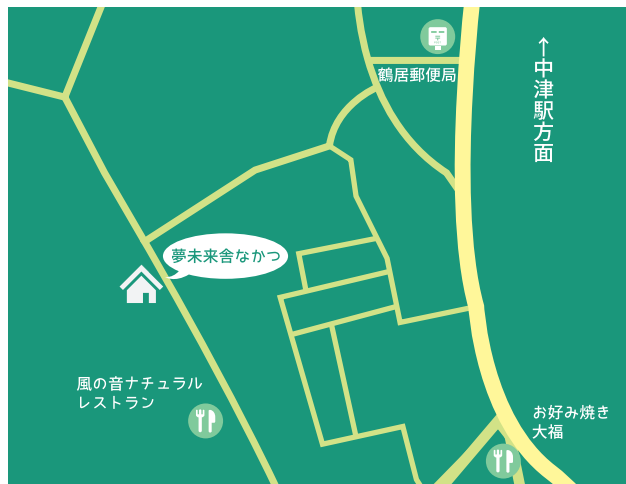 鶴居郵便局
↑中津駅方面
夢未来舎なかつ
風の音ナチュラル
レストラン
お好み焼き
大福